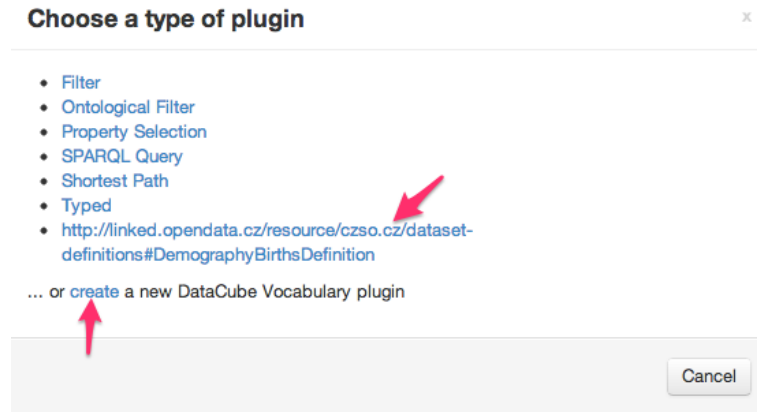 Choose a type of plugin
x
• Filter
• Ontological Filter
• Property Selection
• SPARQL Query
• Shortest Path
• Typed
• http://linked.opendata.cz/resource/czso.cz/dataset-
definitions#DemographyBirthsDefinition
... or create a new DataCube Vocabulary plugin
Cancel